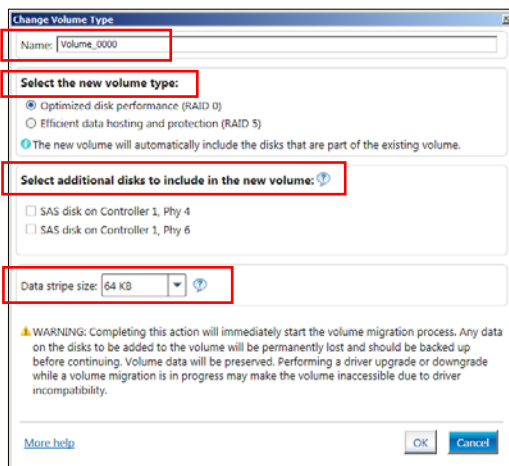 Change Volume Type
Name: Volume_0000
Select the new volume type:
Optimized disk performance (RAID 0)
Efficient data hosting and protection (RAID 5)
The new volume will automatically include the disks that are part of the existing volume.
Select additional disks to include in the new volume:
SAS disk on Controller 1, Phy 4
SAS disk on Controller 1, Phy 6
Data stripe size: 64 KB
WARNING: Completing this action will immediately start the volume migration process. Any data
on the disks to be added to the volume will be permanently lost and should be backed up
before continuing. Volume data will be preserved. Performing a driver upgrade or downgrade
while a volume migration is in progress may make the volume inaccessible due to driver
incompatibility.
More help
OK
Cancel